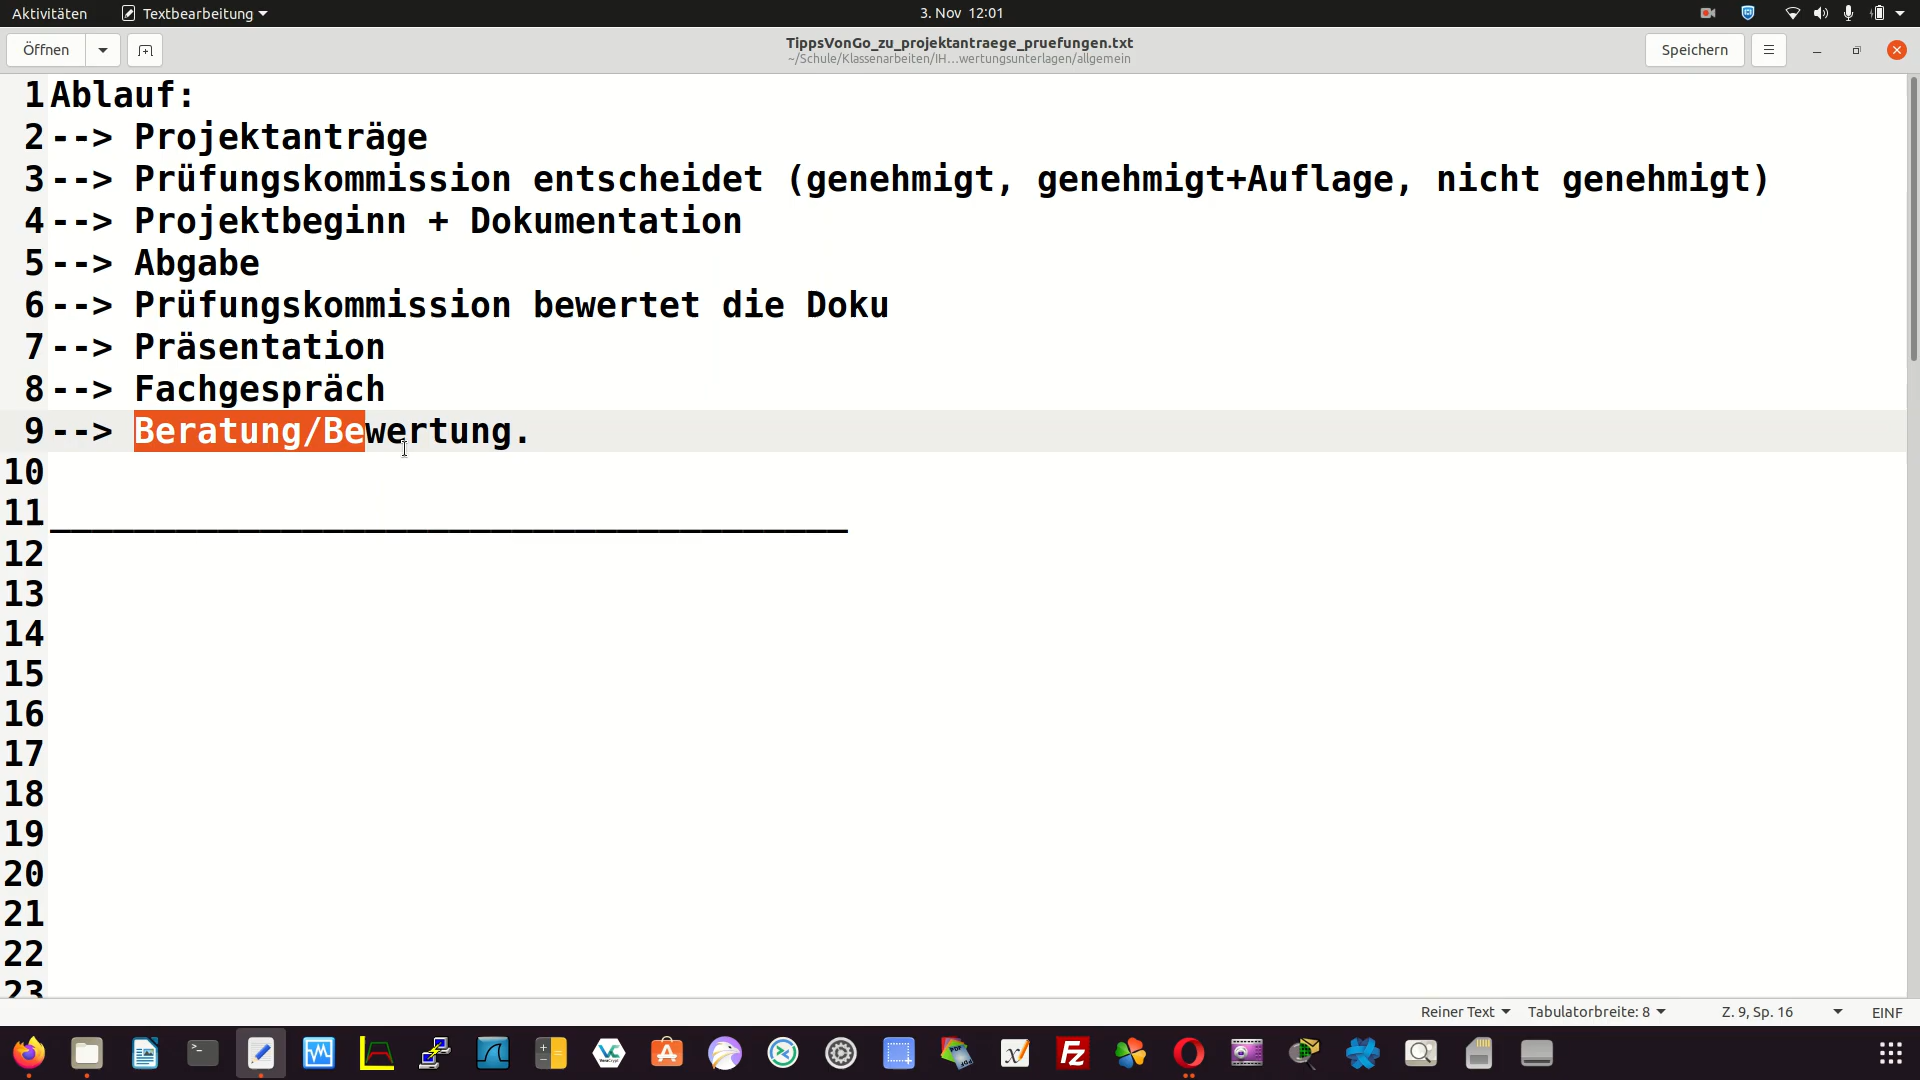 Aktivitäten Textbearbeitung 3. Nov 12:01
Öffnen TippsVonGo_zu_projektantraege_pruefungen.txt Speichern
~/Schule/Klassenarbeiten/IH…wertungsunterlagen/allgemein
1 Ablauf:
2 --> Projektanträge
3 --> Prüfungskommission entscheidet (genehmigt, genehmigt+Auflage, nicht genehmigt)
4 --> Projektbeginn + Dokumentation
5 --> Abgabe
6 --> Prüfungskommission bewertet die Doku
7 --> Präsentation
8 --> Fachgespräch
9 --> Beratung/Bewertung.
10
11 ______________________________________
12
13
14
15
16
17
18
19
20
21
22
23
Reiner Text Tabulatorbreite: 8 Z. 9, Sp. 16 EINF